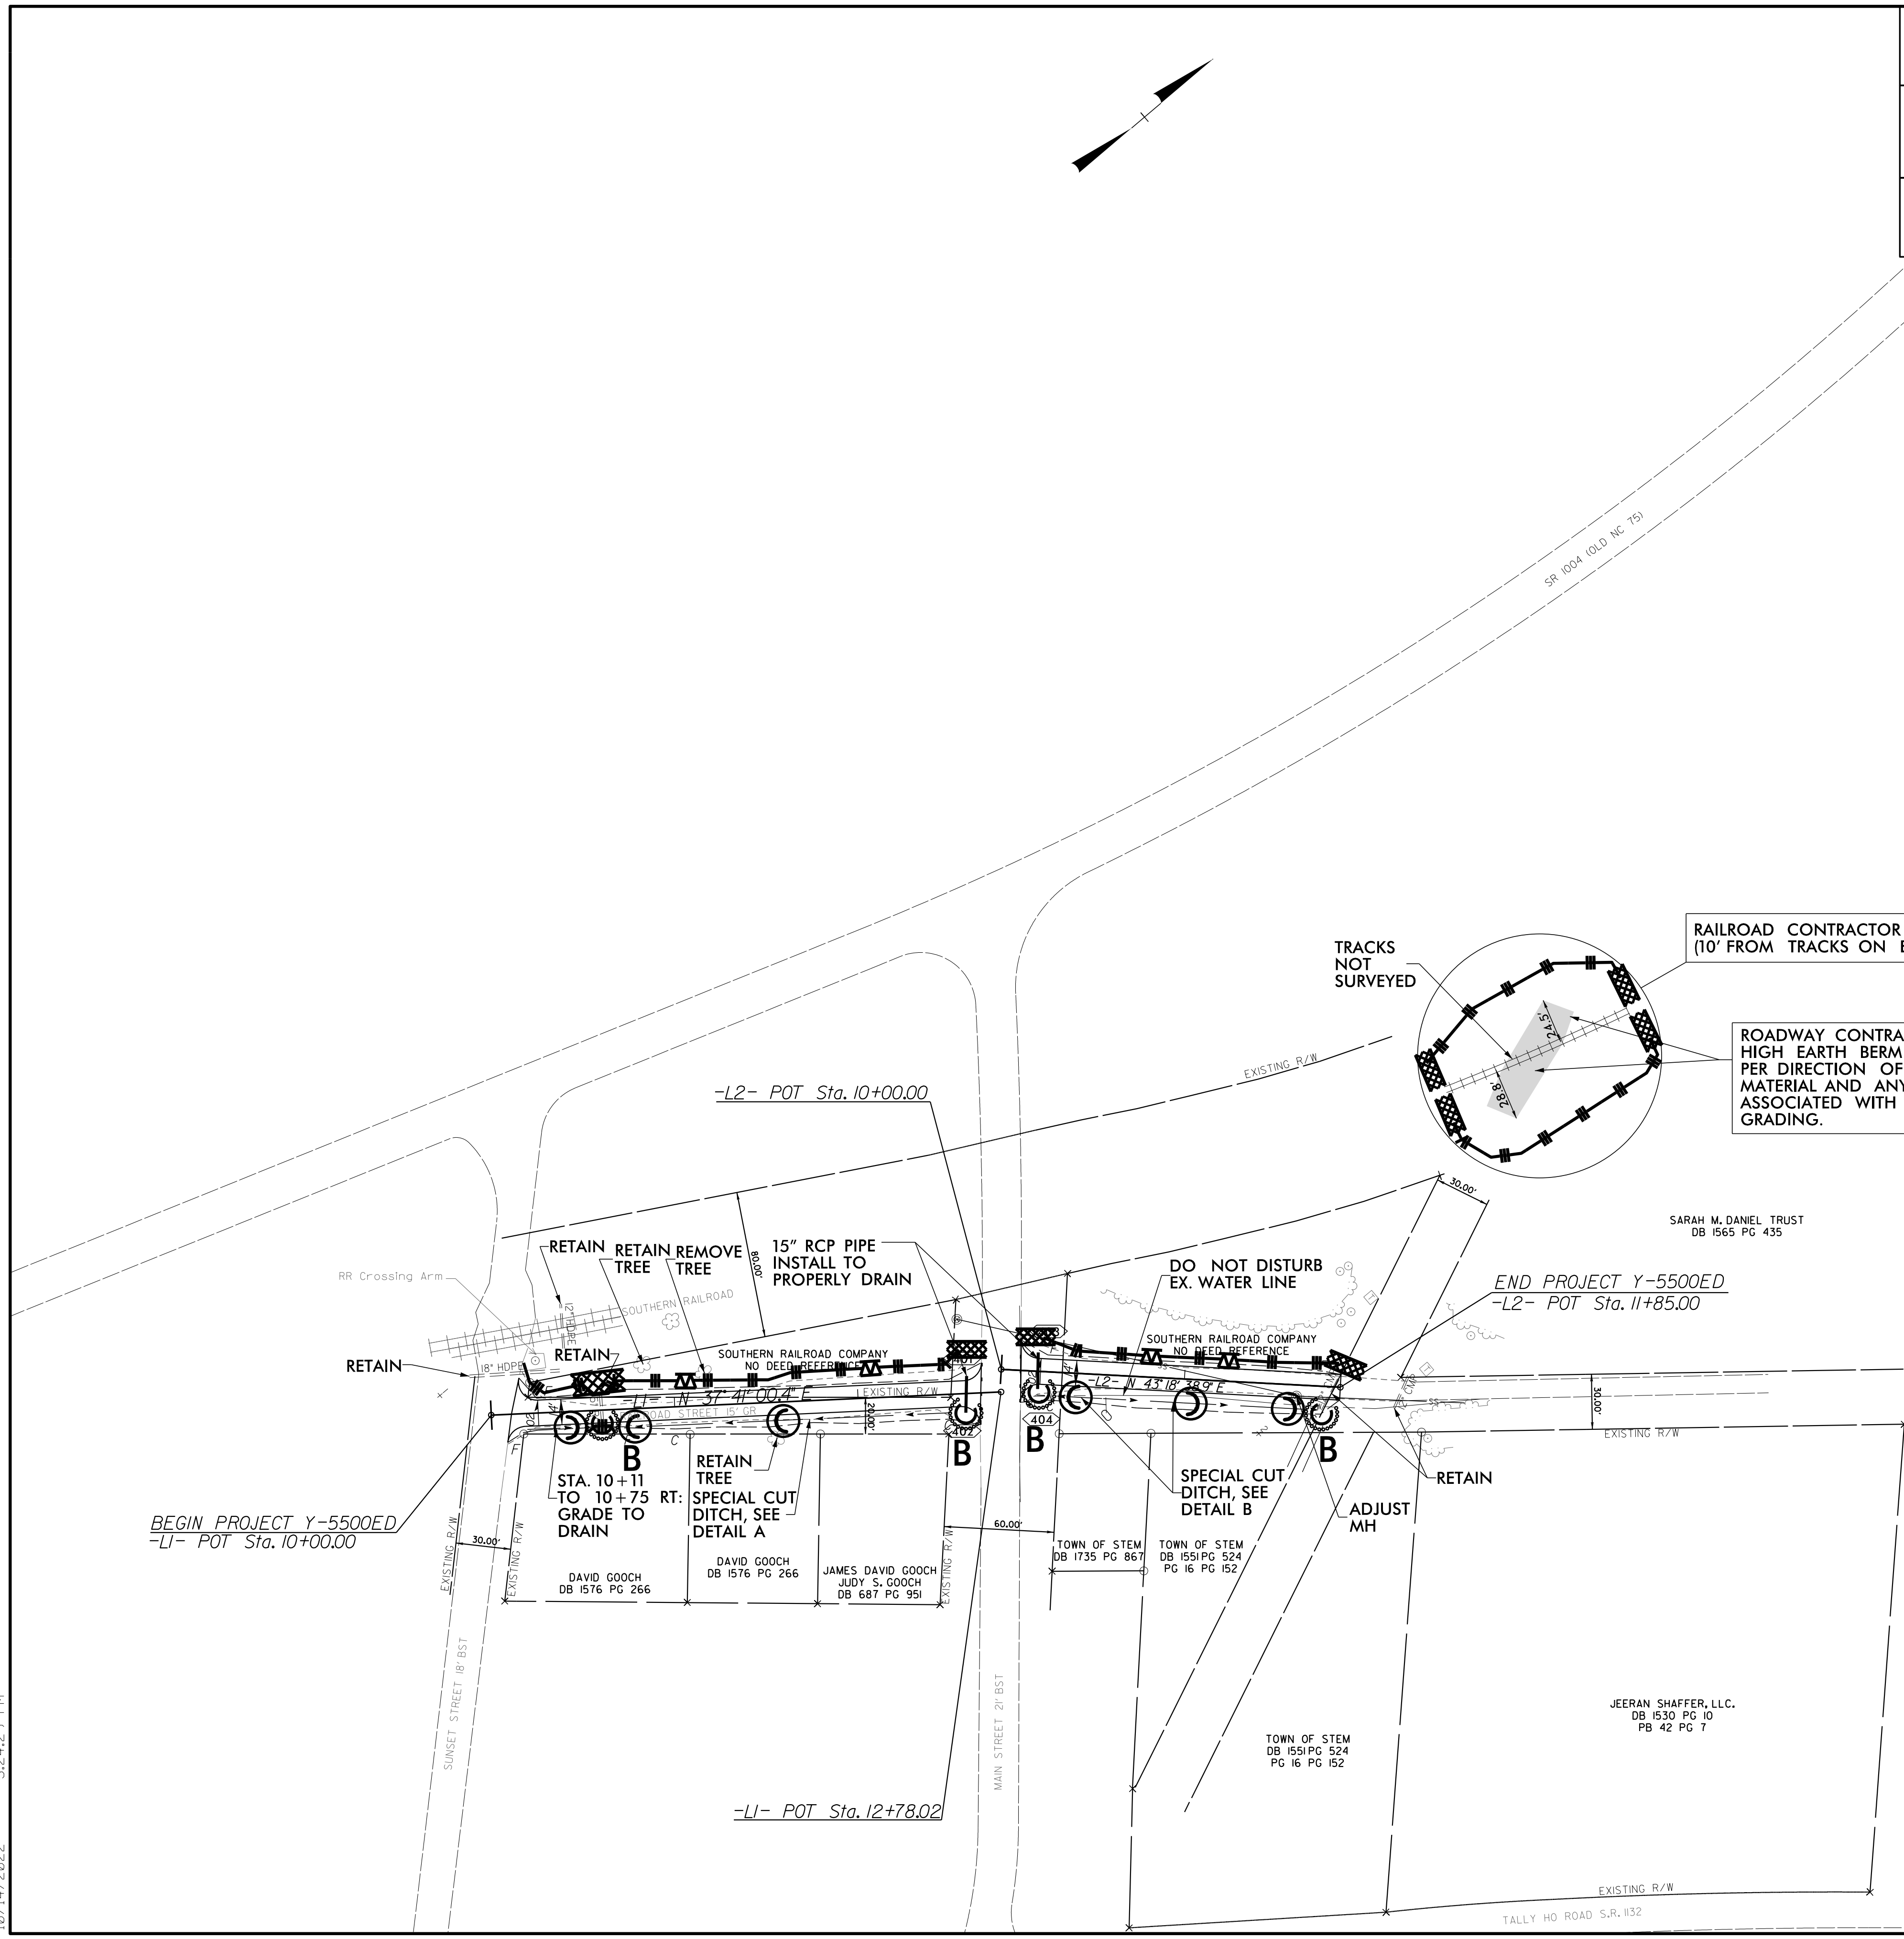 SR 1004 (OLD NC 75)
RAILROAD CONTRACTOR
(10' FROM TRACKS ON
TRACKS
NOT
SURVEYED
24.5'
28.8'
ROADWAY CONTRA
HIGH EARTH BERM
PER DIRECTION OF
MATERIAL AND ANY
ASSOCIATED WITH
GRADING.
EXISTING R/W
-L2- POT Sta. 10+00.00
30.00'
SARAH M. DANIEL TRUST
DB 1565 PG 435
80.00'
RETAIN
RETAIN
TREE
REMOVE
TREE
15" RCP PIPE
INSTALL TO
PROPERLY DRAIN
DO NOT DISTURB
EX. WATER LINE
END PROJECT Y-5500ED
-L2- POT Sta. 11+85.00
RR Crossing Arm
SOUTHERN RAILROAD
12" HDPE
RETAIN
18" HDPE
RETAIN
SOUTHERN RAILROAD COMPANY
NO DEED REFERENCE
SOUTHERN RAILROAD COMPANY
NO DEED REFERENCE
401
-L1- N 37° 41' 00.4" E
EXISTING R/W
20.00'
-L2- N 43° 18' 38.9" E
12" CMP
30.00'
EXISTING R/W
404
402
C
F
B
B
B
B
STA. 10+11
TO 10+75 RT:
GRADE TO
DRAIN
RETAIN
TREE
SPECIAL CUT
DITCH, SEE
DETAIL A
SPECIAL CUT
DITCH, SEE
DETAIL B
RETAIN
ADJUST
MH
BEGIN PROJECT Y-5500ED
-L1- POT Sta. 10+00.00
EXISTING R/W
30.00'
EXISTING R/W
60.00'
EXISTING R/W
DAVID GOOCH
DB 1576 PG 266
DAVID GOOCH
DB 1576 PG 266
JAMES DAVID GOOCH
JUDY S. GOOCH
DB 687 PG 951
TOWN OF STEM
DB 1735 PG 867
TOWN OF STEM
DB 1551 PG 524
PG 16 PG 152
SUNSET STREET 18' BST
MAIN STREET 21' BST
JEERAN SHAFFER, LLC.
DB 1530 PG 10
PB 42 PG 7
TOWN OF STEM
DB 1551 PG 524
PG 16 PG 152
-L1- POT Sta. 12+78.02
EXISTING R/W
TALLY HO ROAD S.R. 1132